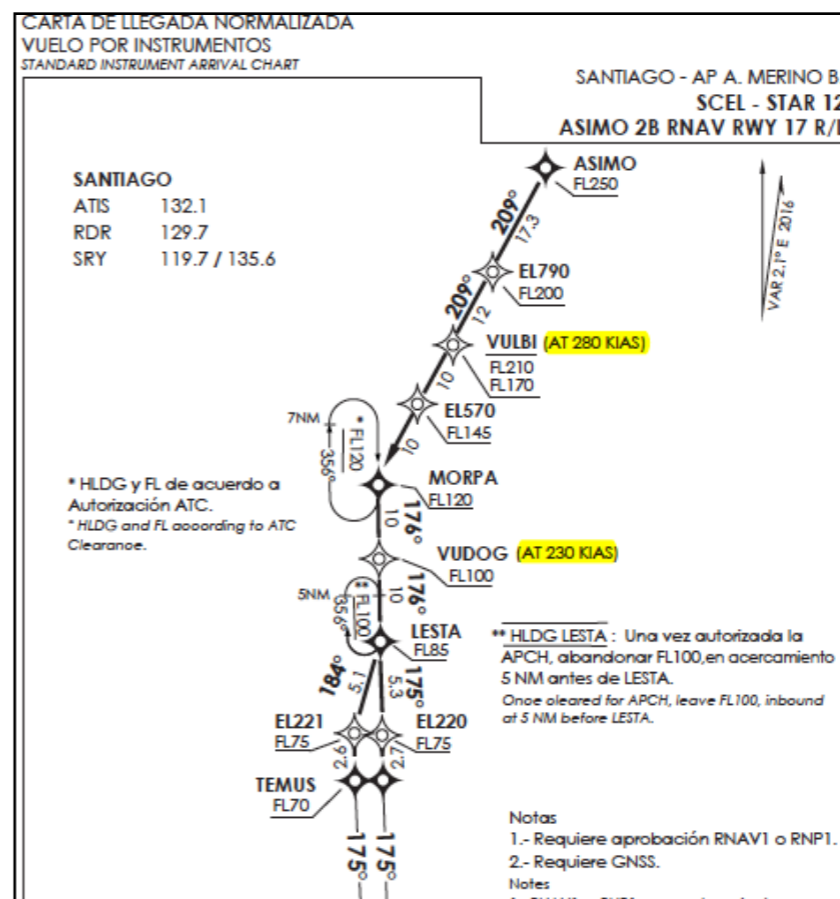 CARTA DE LLEGADA NORMALIZADA
VUELO POR INSTRUMENTOS
STANDARD INSTRUMENT ARRIVAL CHART
SANTIAGO - AP A. MERINO B
SCEL - STAR 12
ASIMO 2B RNAV RWY 17 R/
SANTIAGO
ATIS 132.1
RDR 129.7
SRY 119.7 / 135.6
ASIMO
FL250
VAR 2.1° E 2016
209°
17.3
EL790
FL200
209°
12
VULBI (AT 280 KIAS)
FL210
FL170
10
EL570
FL145
10
7NM
* FL120
356°
MORPA
FL120
* HLDG y FL de acuerdo a
Autorización ATC.
* HLDG and FL aooording to ATC
Clearanoe.
176°
10
VUDOG (AT 230 KIAS)
FL100
5NM
** FL100
356°
176°
10
LESTA
FL85
** HLDG LESTA : Una vez autorizada la
APCH, abandonar FL100,en acercamiento
5 NM antes de LESTA.
Onoe oleared for APCH, leave FL100, inbound
at 5 NM before LESTA.
184°
5.1
175°
5.3
EL221
FL75
EL220
FL75
2.6
2.7
TEMUS
FL70
175°
175°
Notas
1.- Requiere aprobación RNAV1 o RNP1.
2.- Requiere GNSS.
Notes